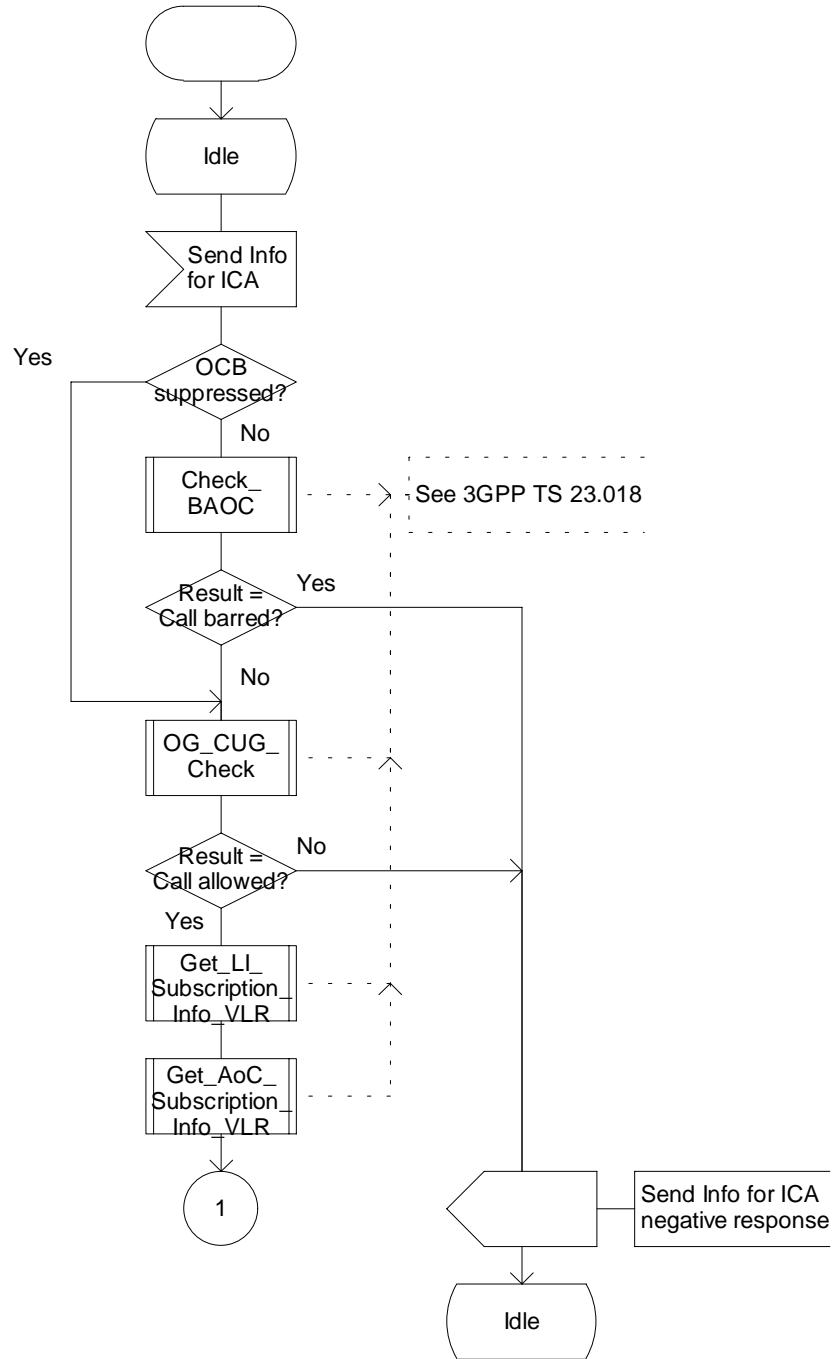 Idle
Send Info
for ICA
Yes
OCB
suppressed?
No
Check_
BAOC
See 3GPP TS 23.018
Result =
Call barred?
Yes
No
OG_CUG_
Check
Result =
Call allowed?
No
Yes
Get_LI_
Subscription_
Info_VLR
Get_AoC_
Subscription_
Info_VLR
1
Send Info for ICA
negative response
Idle